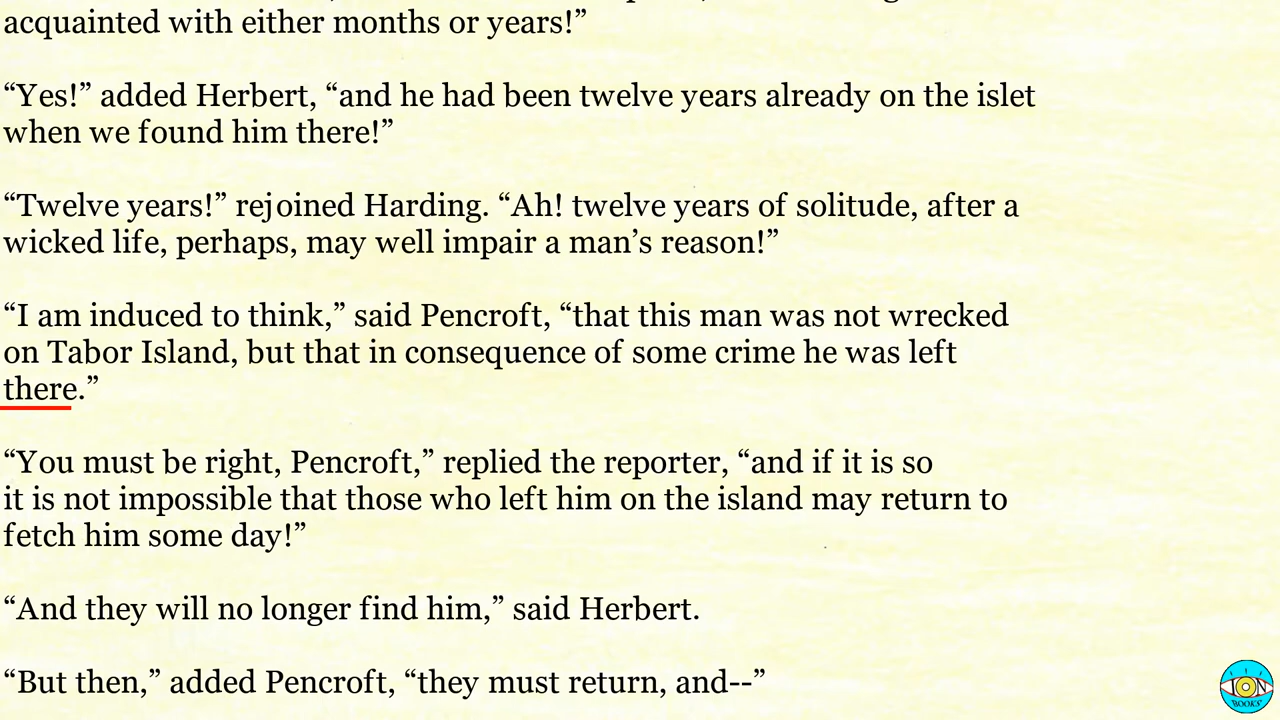 acquainted with either months or years!”
“Yes!” added Herbert, “and he had been twelve years already on the islet
when we found him there!”
“Twelve years!” rejoined Harding. “Ah! twelve years of solitude, after a
wicked life, perhaps, may well impair a man’s reason!”
“I am induced to think,” said Pencroft, “that this man was not wrecked
on Tabor Island, but that in consequence of some crime he was left
there.”
“You must be right, Pencroft,” replied the reporter, “and if it is so
it is not impossible that those who left him on the island may return to
fetch him some day!”
“And they will no longer find him,” said Herbert.
“But then,” added Pencroft, “they must return, and--”
ION
BOOKS